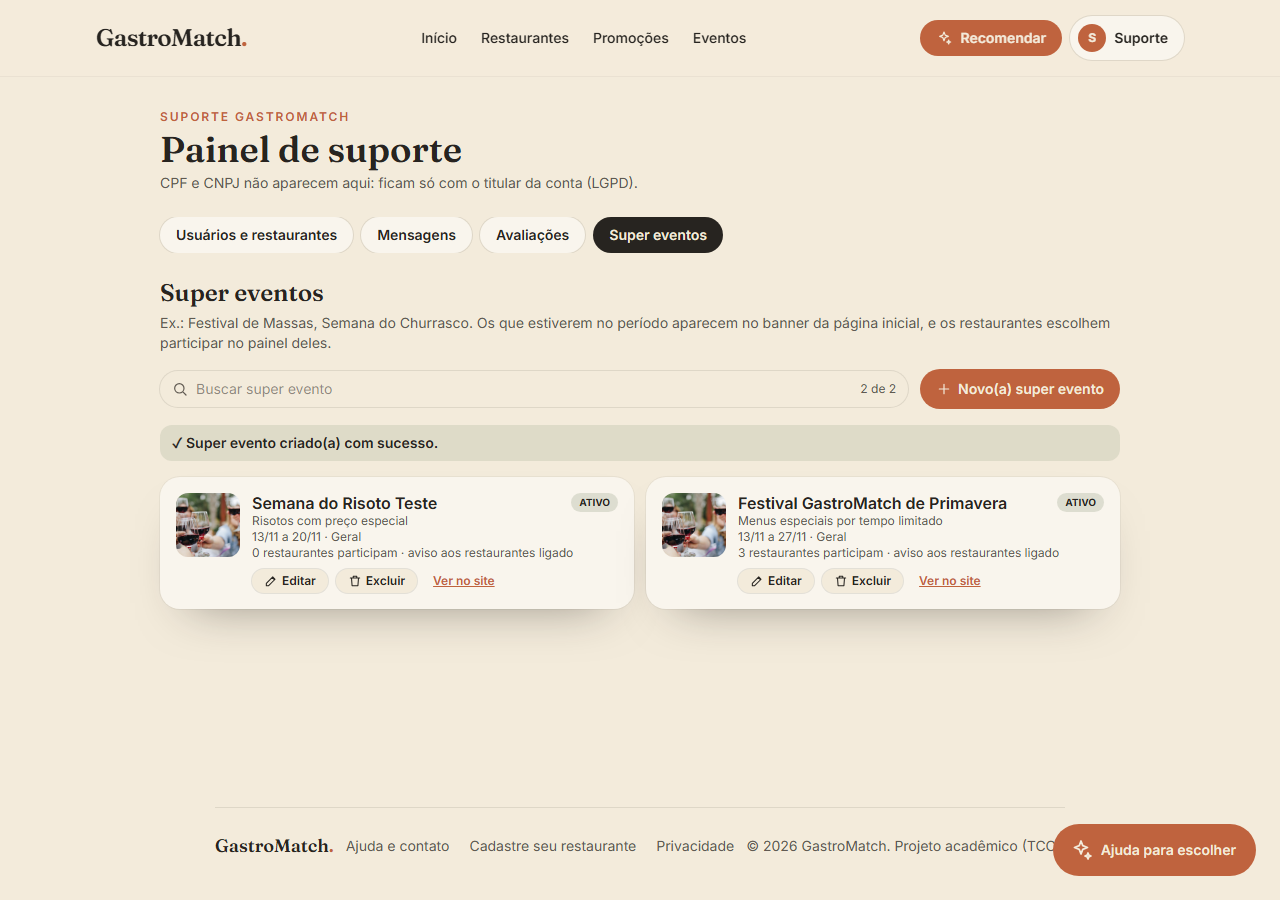 GastroMatch.
Início
Restaurantes
Promoções
Eventos
Recomendar
S
Suporte
SUPORTE GASTROMATCH
Painel de suporte
CPF e CNPJ não aparecem aqui: ficam só com o titular da conta (LGPD).
Usuários e restaurantes
Mensagens
Avaliações
Super eventos
Super eventos
Ex.: Festival de Massas, Semana do Churrasco. Os que estiverem no período aparecem no banner da página inicial, e os restaurantes escolhem
participar no painel deles.
Buscar super evento
2 de 2
+ Novo(a) super evento
✓ Super evento criado(a) com sucesso.
Semana do Risoto Teste
ATIVO
Risotos com preço especial
13/11 a 20/11 · Geral
0 restaurantes participam · aviso aos restaurantes ligado
Editar
Excluir
Ver no site
Festival GastroMatch de Primavera
ATIVO
Menus especiais por tempo limitado
13/11 a 27/11 · Geral
3 restaurantes participam · aviso aos restaurantes ligado
Editar
Excluir
Ver no site
GastroMatch.
Ajuda e contato
Cadastre seu restaurante
Privacidade
© 2026 GastroMatch. Projeto acadêmico (TCC
Ajuda para escolher